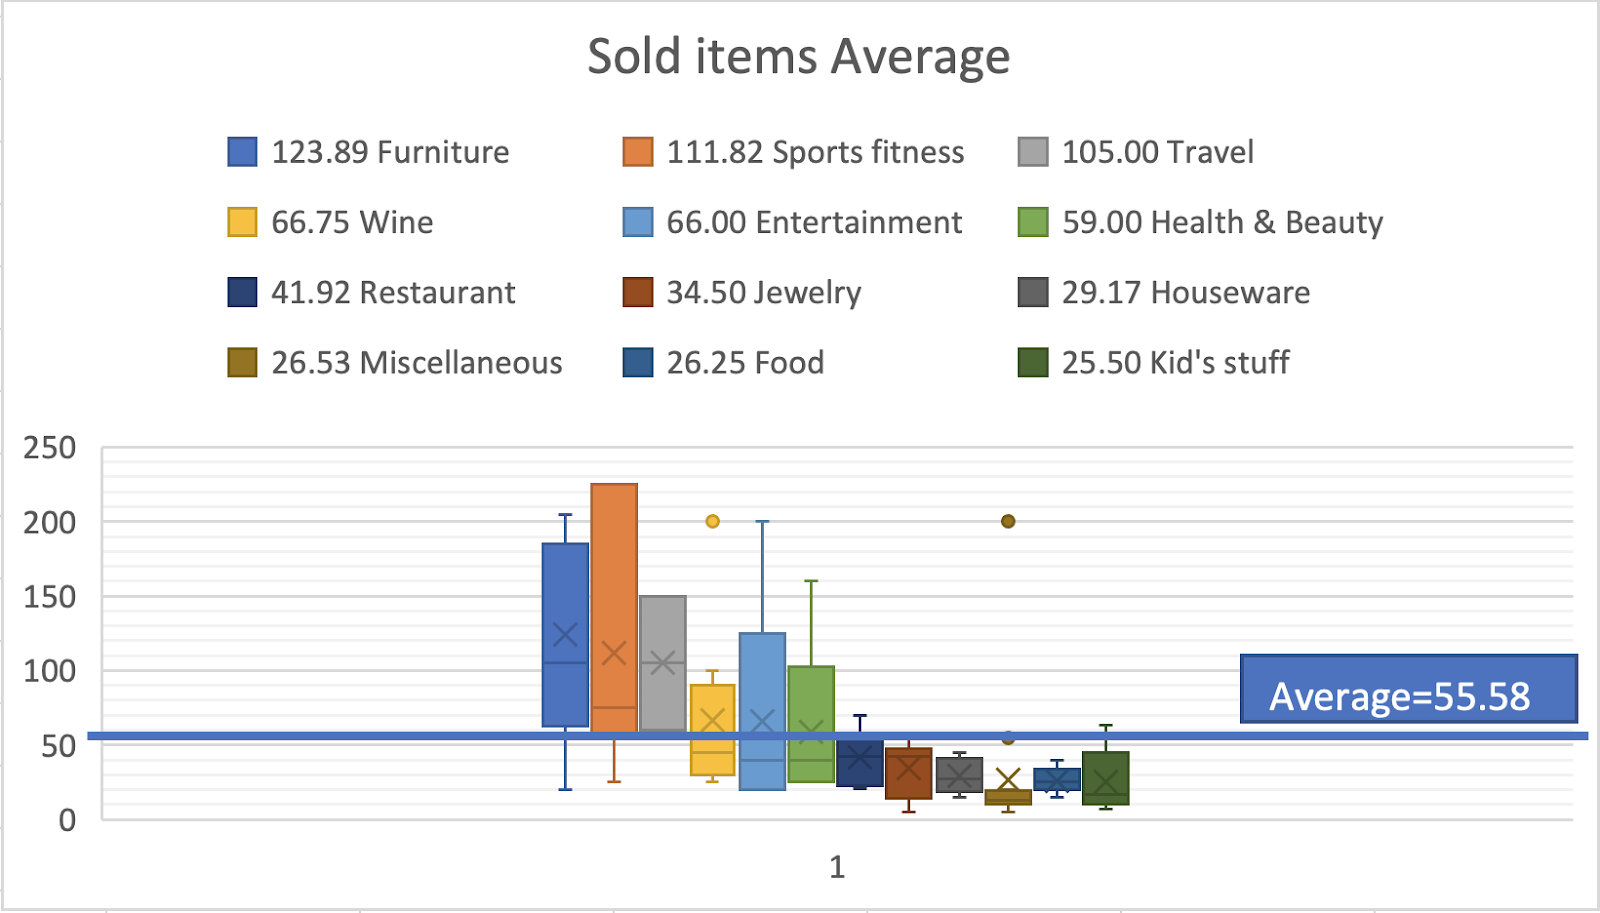 Sold items Average
123.89 Furniture 111.82 Sports fitness 105.00 Travel
66.75 Wine 66.00 Entertainment 59.00 Health & Beauty
41.92 Restaurant 34.50 Jewelry 29.17 Houseware
26.53 Miscellaneous 26.25 Food 25.50 Kid's stuff
250
200
150
100
Average=55.58
50
0
1